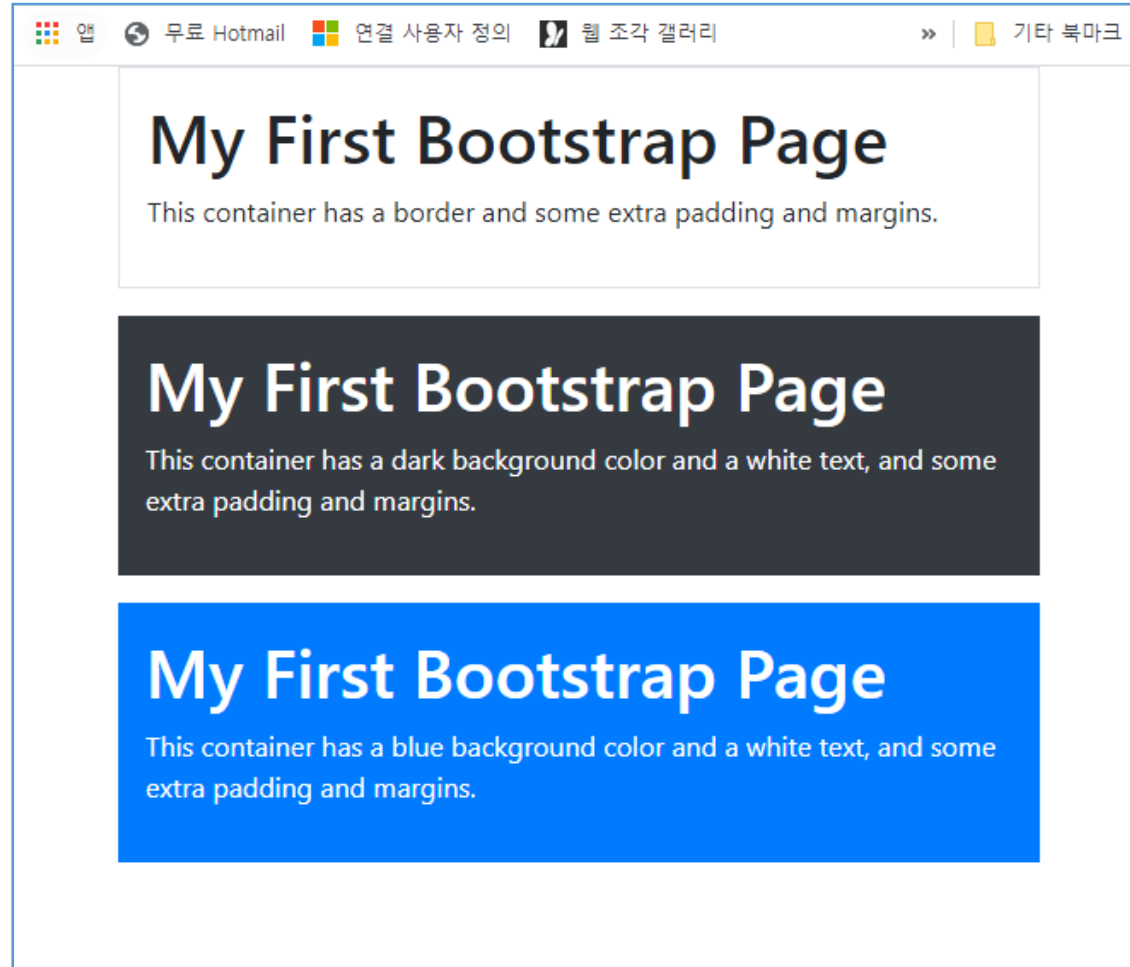 앱 무료 Hotmail 연결 사용자 정의 웹 조각 갤러리 » 기타 북마크
My First Bootstrap Page
This container has a border and some extra padding and margins.
My First Bootstrap Page
This container has a dark background color and a white text, and some
extra padding and margins.
My First Bootstrap Page
This container has a blue background color and a white text, and some
extra padding and margins.